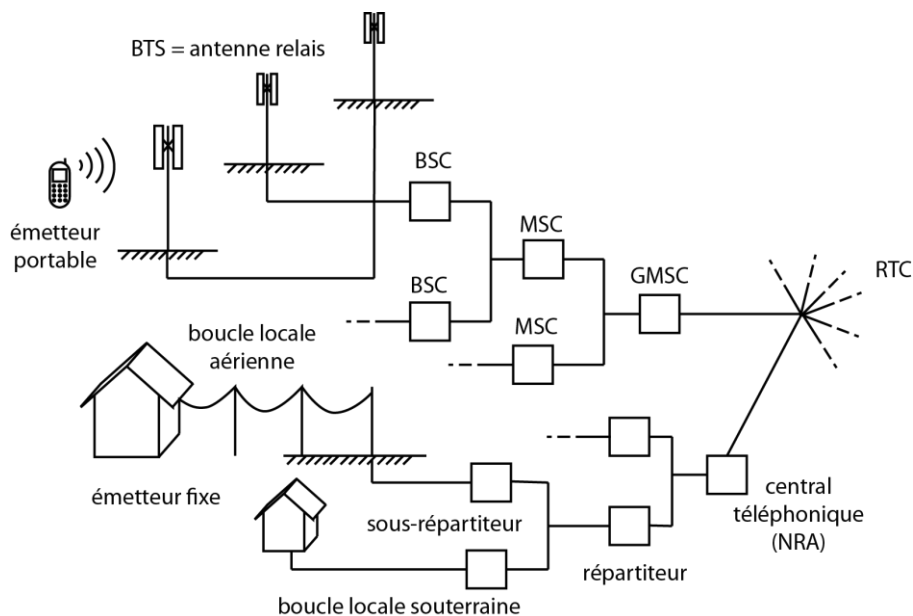 BTS = antenne relais
BSC
émetteur
portable
MSC
RTC
GMSC
BSC
MSC
boucle locale
aérienne
émetteur fixe
sous-répartiteur
central
téléphonique
(NRA)
répartiteur
boucle locale souterraine